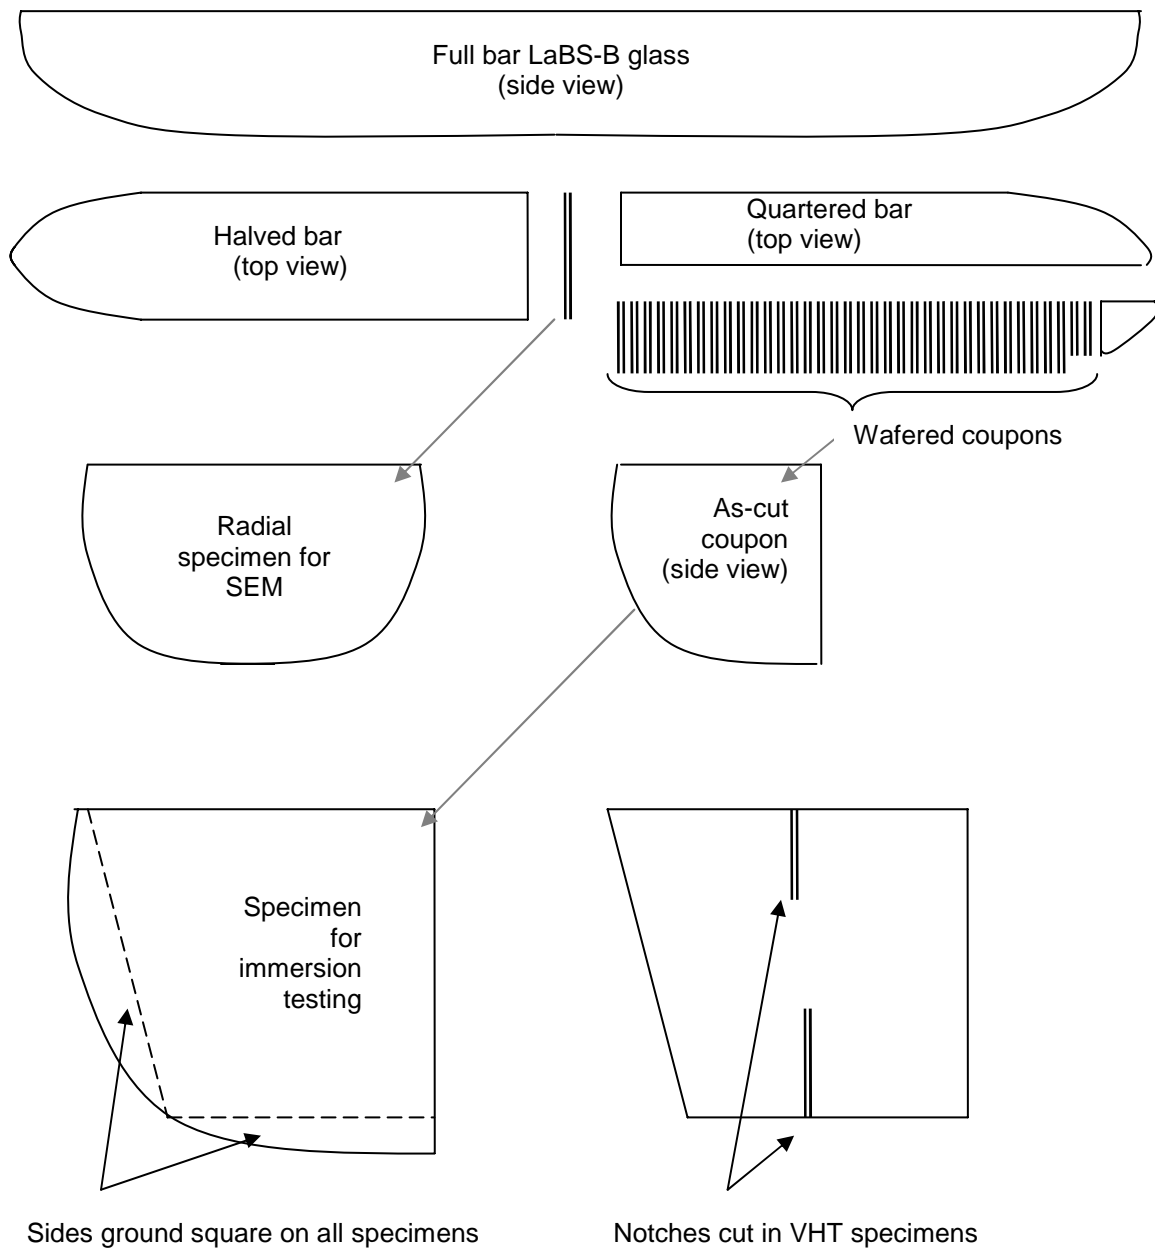 Full bar LaBS-B glass
(side view)
Halved bar
(top view)
Quartered bar
(top view)
Wafered coupons
Radial
specimen for
SEM
As-cut
coupon
(side view)
Specimen
for
immersion
testing
Sides ground square on all specimens
Notches cut in VHT specimens